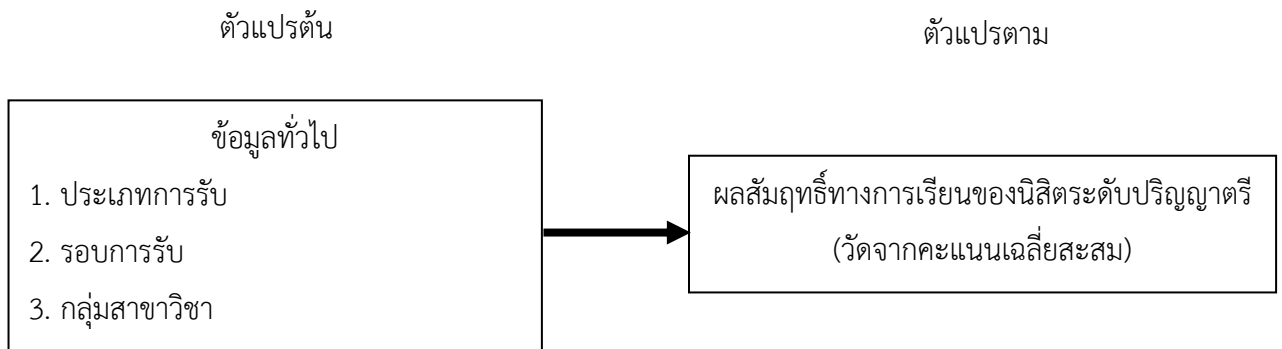 ตัวแปรต้น
ตัวแปรตาม
ข้อมูลทั่วไป
1. ประเภทการรับ
2. รอบการรับ
3. กลุ่มสาขาวิชา
ผลสัมฤทธิ์ทางการเรียนของนิสิตระดับปริญญาตรี
(วัดจากคะแนนเฉลี่ยสะสม)